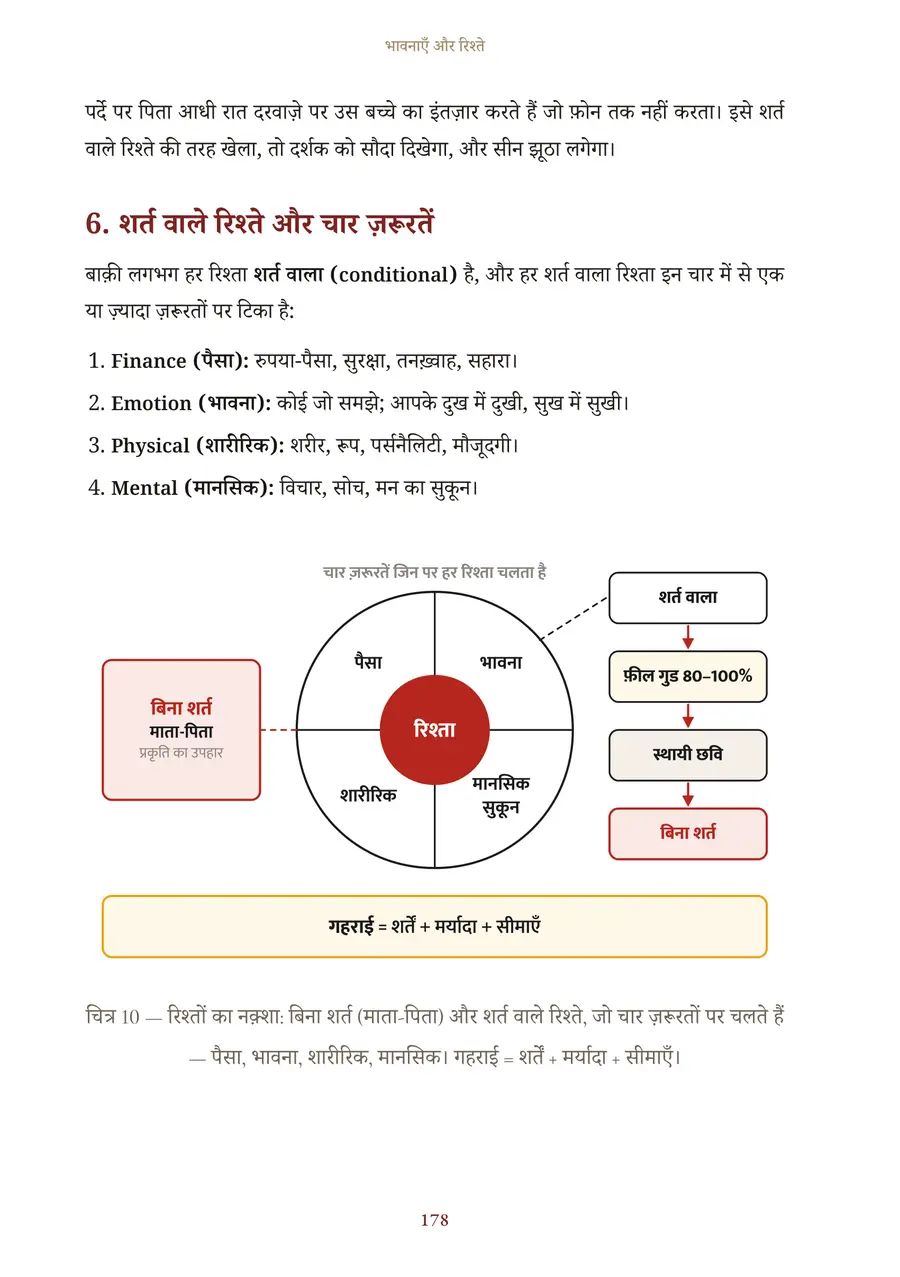 भावनाएँ और रिश्ते
पर्दे पर पिता आधी रात दरवाज़े पर उस बच्चे का इंतज़ार करते हैं जो फ़ोन तक नहीं करता। इसे शर्त
वाले रिश्ते की तरह खेला, तो दर्शक को सौदा दिखेगा, और सीन झूठा लगेगा।
6. शर्त वाले रिश्ते और चार ज़रूरतें
बाक़ी लगभग हर रिश्ता शर्त वाला (conditional) है, और हर शर्त वाला रिश्ता इन चार में से एक
या ज़्यादा ज़रूरतों पर टिका है:
1. Finance (पैसा): रुपया-पैसा, सुरक्षा, तनख़्वाह, सहारा।
2. Emotion (भावना): कोई जो समझे; आपके दुख में दुखी, सुख में सुखी।
3. Physical (शारीरिक): शरीर, रूप, पर्सनैलिटी, मौजूदगी।
4. Mental (मानसिक): विचार, सोच, मन का सुकून।
चार ज़रूरतें जिन पर हर रिश्ता चलता है
बिना शर्त
माता-पिता
प्रकृति का उपहार
पैसा
भावना
रिश्ता
शारीरिक
मानसिक
सुकून
शर्त वाला
फ़ील गुड 80–100%
स्थायी छवि
बिना शर्त
गहराई = शर्तें + मर्यादा + सीमाएँ
चित्र 10 — रिश्तों का नक़्शा: बिना शर्त (माता-पिता) और शर्त वाले रिश्ते, जो चार ज़रूरतों पर चलते हैं
— पैसा, भावना, शारीरिक, मानसिक। गहराई = शर्तें + मर्यादा + सीमाएँ।
178